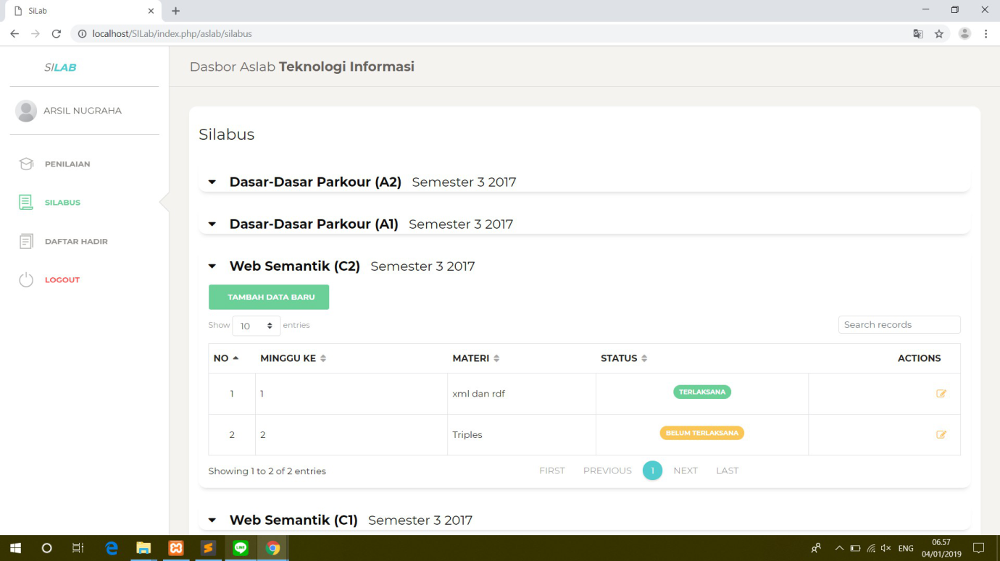 SiLab
localhost/SILab/index.php/aslab/silabus
SILAB
Dasbor Aslab Teknologi Informasi
ARSIL NUGRAHA
PENILAIAN
SILABUS
DAFTAR HADIR
LOGOUT
Silabus
Dasar-Dasar Parkour (A2) Semester 3 2017
Dasar-Dasar Parkour (A1) Semester 3 2017
Web Semantik (C2) Semester 3 2017
TAMBAH DATA BARU
Show 10 entries
Search records
NO MINGGU KE MATERI STATUS ACTIONS
1 1 xml dan rdf TERLAKSANA
2 2 Triples BELUM TERLAKSANA
Showing 1 to 2 of 2 entries
FIRST PREVIOUS 1 NEXT LAST
Web Semantik (C1) Semester 3 2017
ENG
06.57
04/01/2019